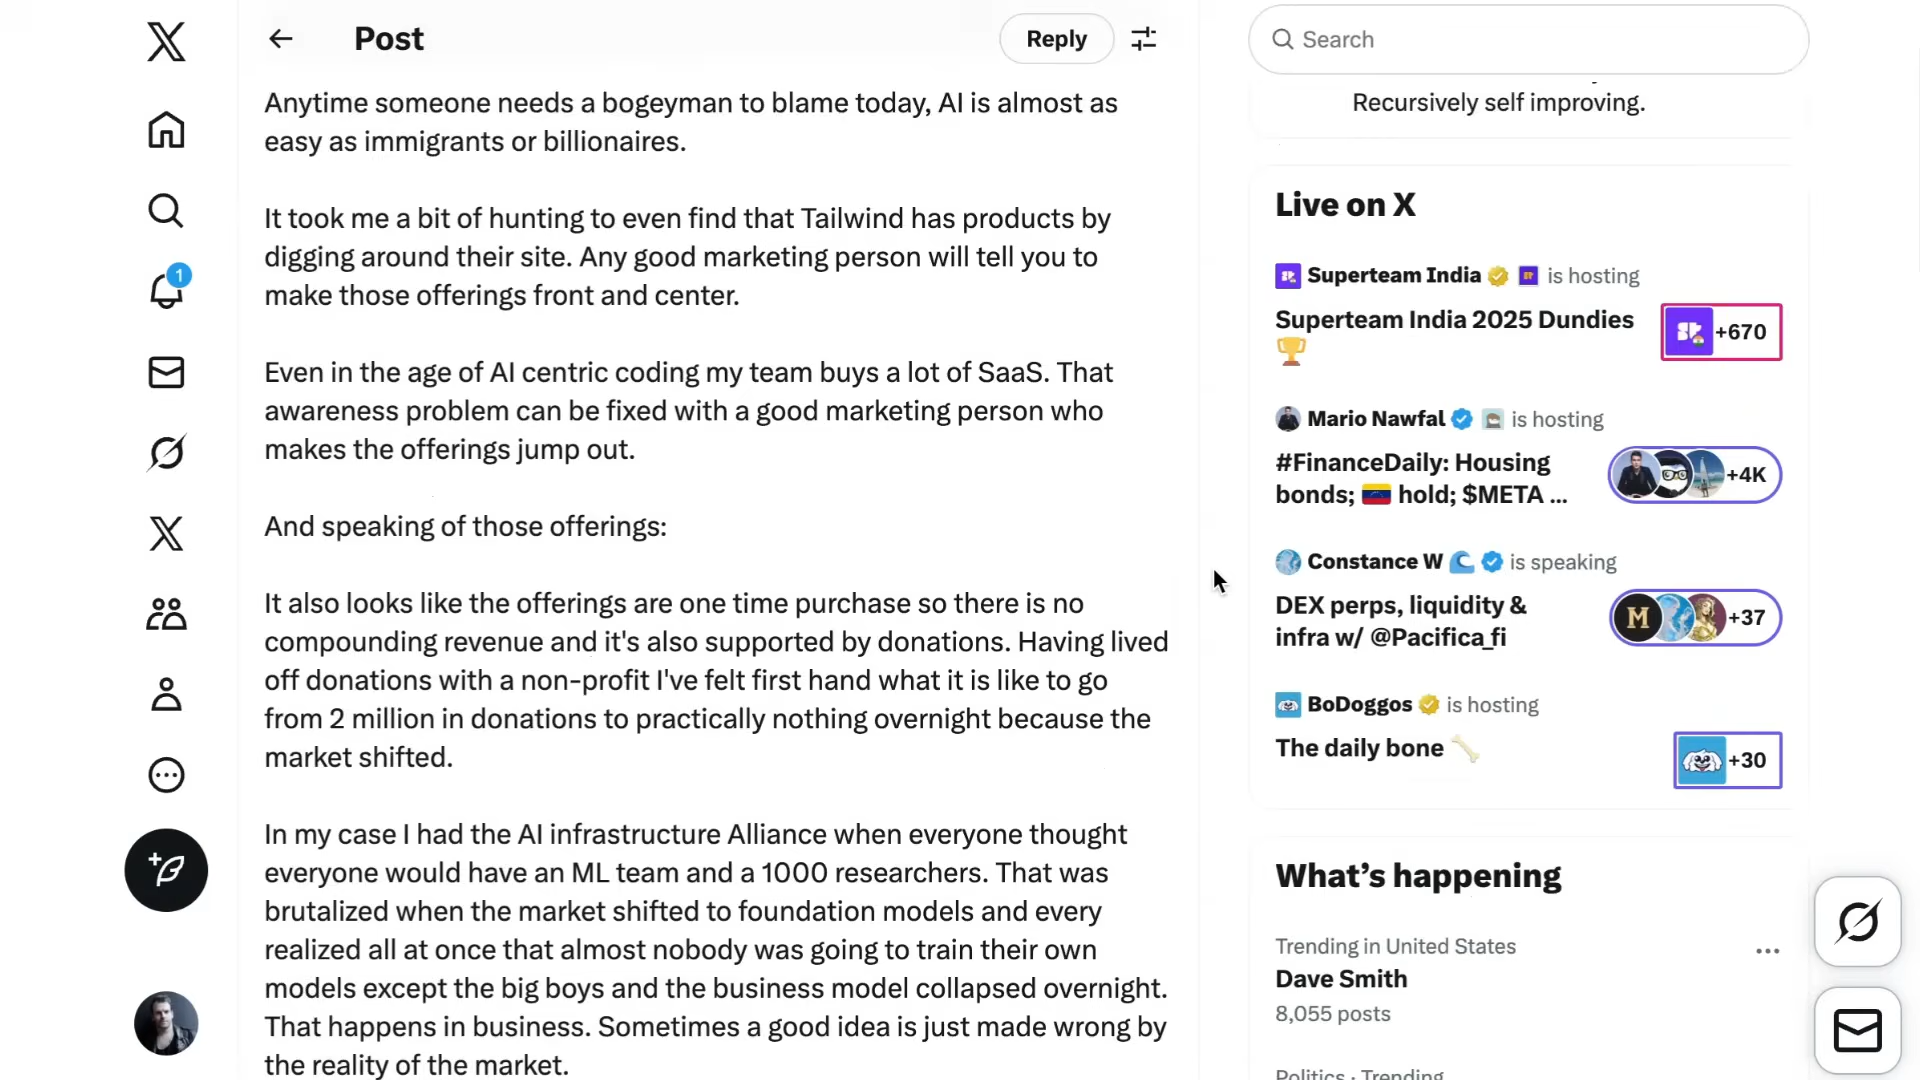 Post
Reply
Anytime someone needs a bogeyman to blame today, AI is almost as
easy as immigrants or billionaires.
It took me a bit of hunting to even find that Tailwind has products by
digging around their site. Any good marketing person will tell you to
make those offerings front and center.
Even in the age of AI centric coding my team buys a lot of SaaS. That
awareness problem can be fixed with a good marketing person who
makes the offerings jump out.
And speaking of those offerings:
It also looks like the offerings are one time purchase so there is no
compounding revenue and it's also supported by donations. Having lived
off donations with a non-profit I've felt first hand what it is like to go
from 2 million in donations to practically nothing overnight because the
market shifted.
In my case I had the AI infrastructure Alliance when everyone thought
everyone would have an ML team and a 1000 researchers. That was
brutalized when the market shifted to foundation models and every
realized all at once that almost nobody was going to train their own
models except the big boys and the business model collapsed overnight.
That happens in business. Sometimes a good idea is just made wrong by
the reality of the market.
1
Search
Recursively self improving.
Live on X
Superteam India is hosting
Superteam India 2025 Dundies
+670
Mario Nawfal is hosting
#FinanceDaily: Housing
bonds; hold; $META ...
+4K
Constance W is speaking
DEX perps, liquidity &
infra w/ @Pacifica_fi
M
+37
BoDoggos is hosting
The daily bone
+30
What's happening
Trending in United States
Dave Smith
8,055 posts
Politics · Trending